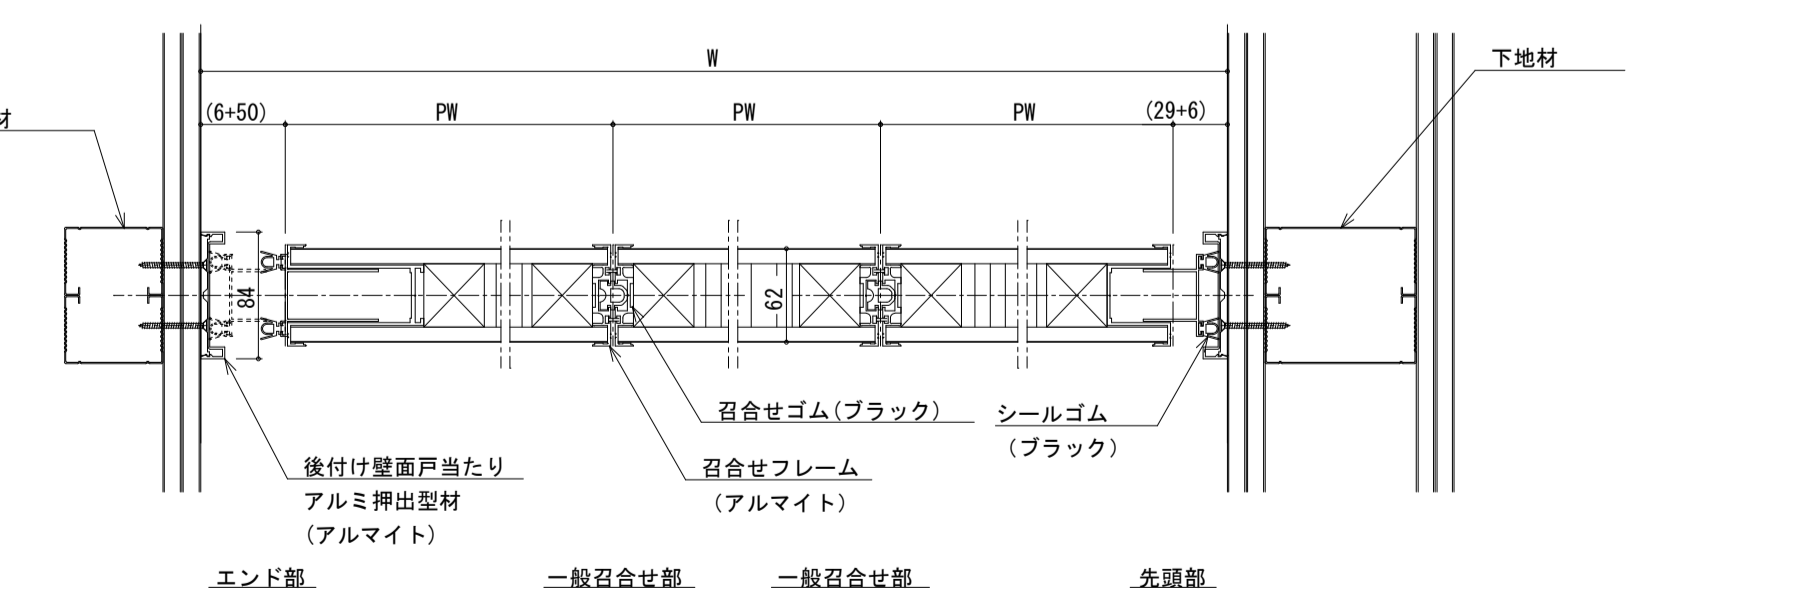 W
下地材
材
(6+50)
PW
PW
PW
(29+6)
84
62
召合せゴム(ブラック)
シールゴム
(ブラック)
後付け壁面戸当たり
アルミ押出型材
(アルマイト)
召合せフレーム
(アルマイト)
エンド部
一般召合せ部
一般召合せ部
先頭部